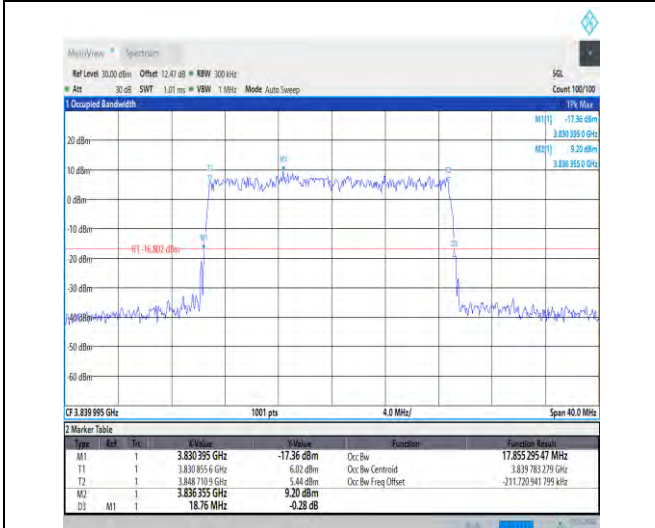 MultiView Spectrum
Ref Level 30.00 dBm Offset 12.47 dB RBW 300 kHz SGL
Att 30 dB SWT 1.01 ms VBW 1 MHz Mode Auto Sweep Count 100/100
1 Occupied Bandwidth 1Pk Max
M1[1] -17.36 dBm
3.830 395 0 GHz
M2[1] 9.20 dBm
3.836 355 0 GHz
20 dBm
T1 M2 T2
10 dBm
0 dBm
-10 dBm
M1 D3
H1 -16.802 dBm
-20 dBm
-30 dBm
-40 dBm
-50 dBm
-60 dBm
CF 3.839 995 GHz 1001 pts 4.0 MHz/ Span 40.0 MHz
2 Marker Table
Type Ref Trc X-Value Y-Value Function Function Result
M1 1 3.830 395 GHz -17.36 dBm Occ Bw 17.855 295 47 MHz
T1 1 3.830 855 6 GHz 6.02 dBm Occ Bw Centroid 3.839 783 279 GHz
T2 1 3.848 710 9 GHz 5.44 dBm Occ Bw Freq Offset -211.720 941 799 kHz
M2 1 3.836 355 GHz 9.20 dBm
D3 M1 1 18.76 MHz -0.28 dB